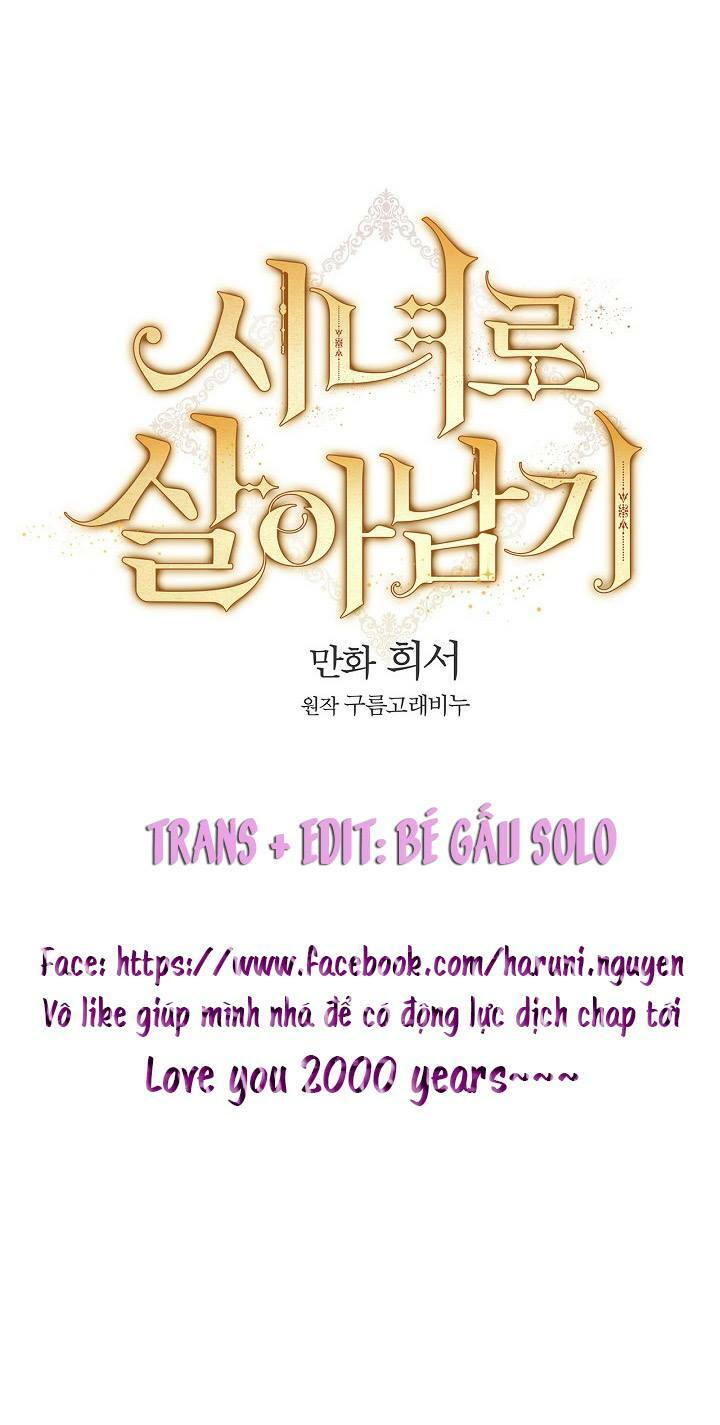 시녀로
살아남기
만화 희서
원작 구름고래비누
TRANS + EDIT: BÉ GẤU SOLO
Face: https://www.facebook.com/haruni.nguyen
Vô like giúp mình nhá để có động lực dịch chap tới
Love you 2000 years~~~